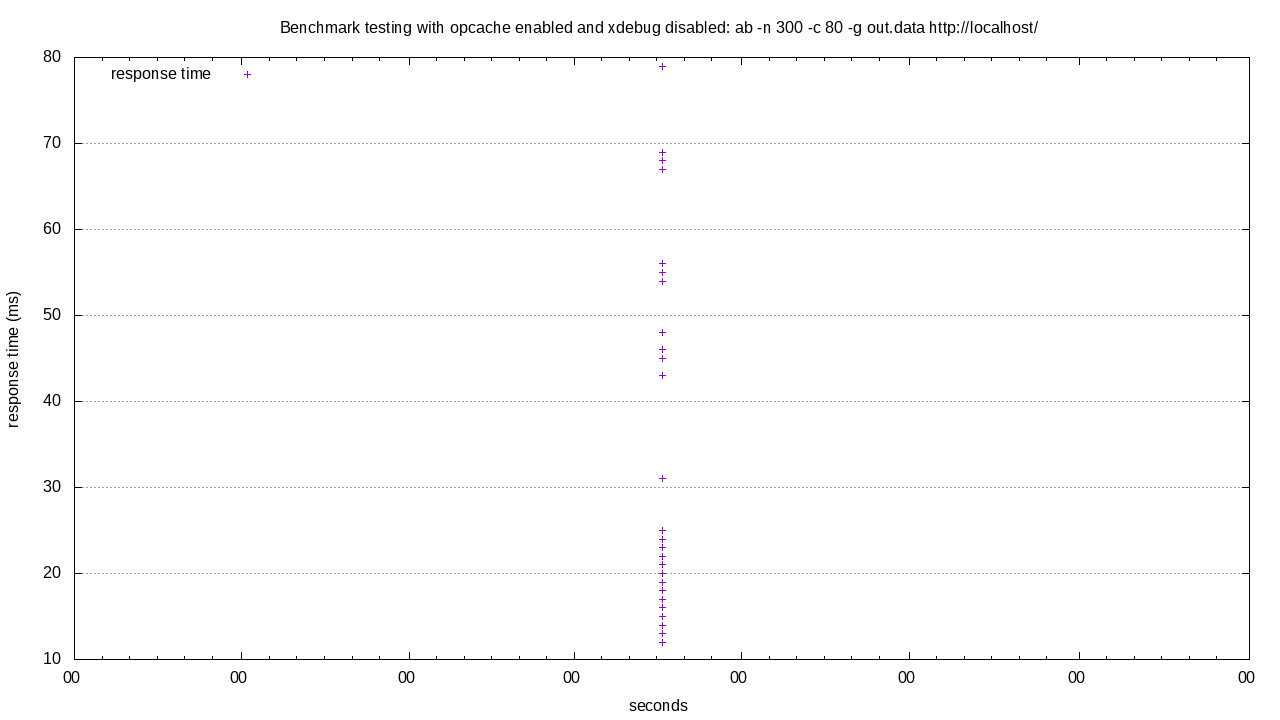 Benchmark testing with opcache enabled and xdebug disabled: ab -n 300 -c 80 -g out.data http://localhost/
80
response time
70
60
50
response time (ms)
40
30
20
10
00 00 00 00 00 00 00 00
seconds